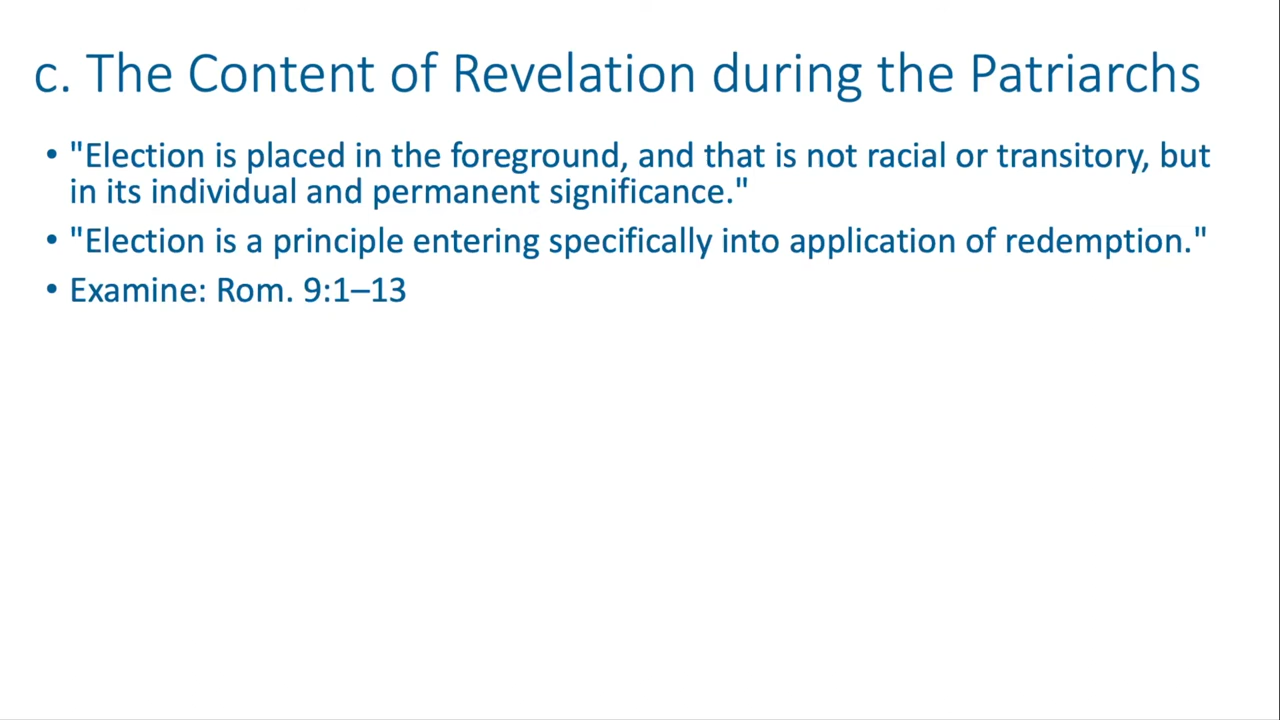 c. The Content of Revelation during the Patriarchs
• "Election is placed in the foreground, and that is not racial or transitory, but
in its individual and permanent significance."
• "Election is a principle entering specifically into application of redemption."
• Examine: Rom. 9:1–13